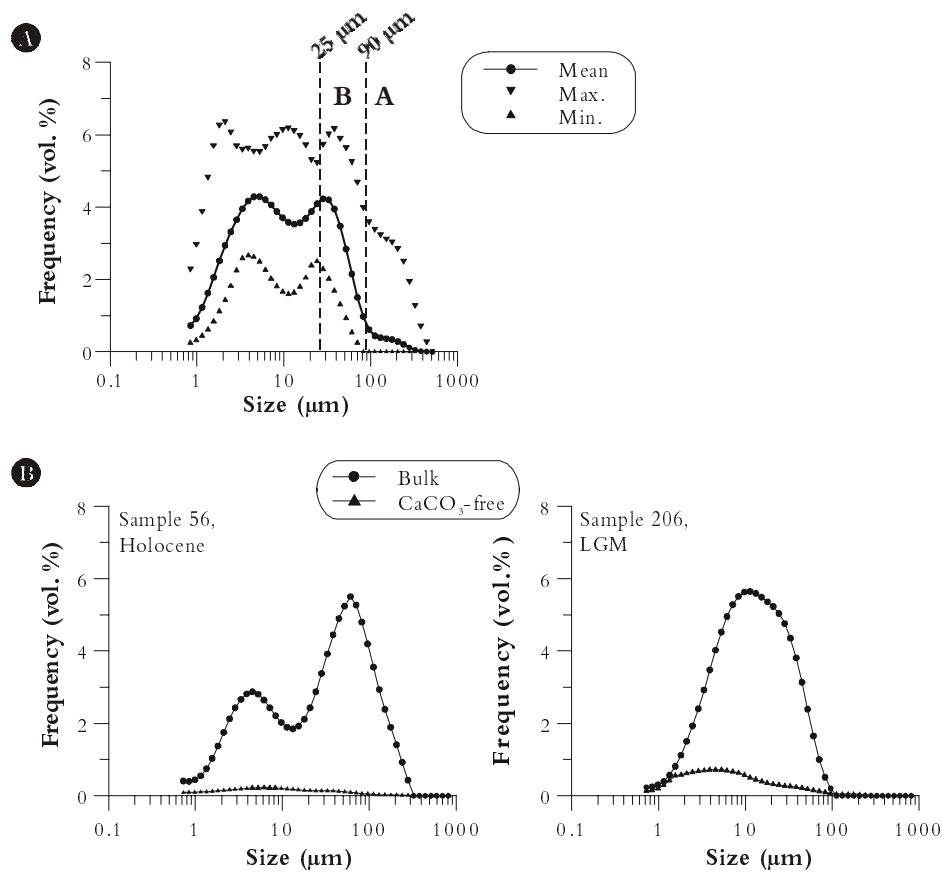 A
25 μm
90 μm
8
6
4
2
0
B
A
Frequency (vol. %)
0.1
1
10
100
1000
Size (μm)
Mean
Max.
Min.
B
Bulk
CaCO₃-free
8
6
4
2
0
Sample 56,
Holocene
Frequency (vol. %)
0.1
1
10
100
1000
Size (μm)
8
6
4
2
0
Sample 206,
LGM
Frequency (vol.%)
0.1
1
10
100
1000
Size (μm)